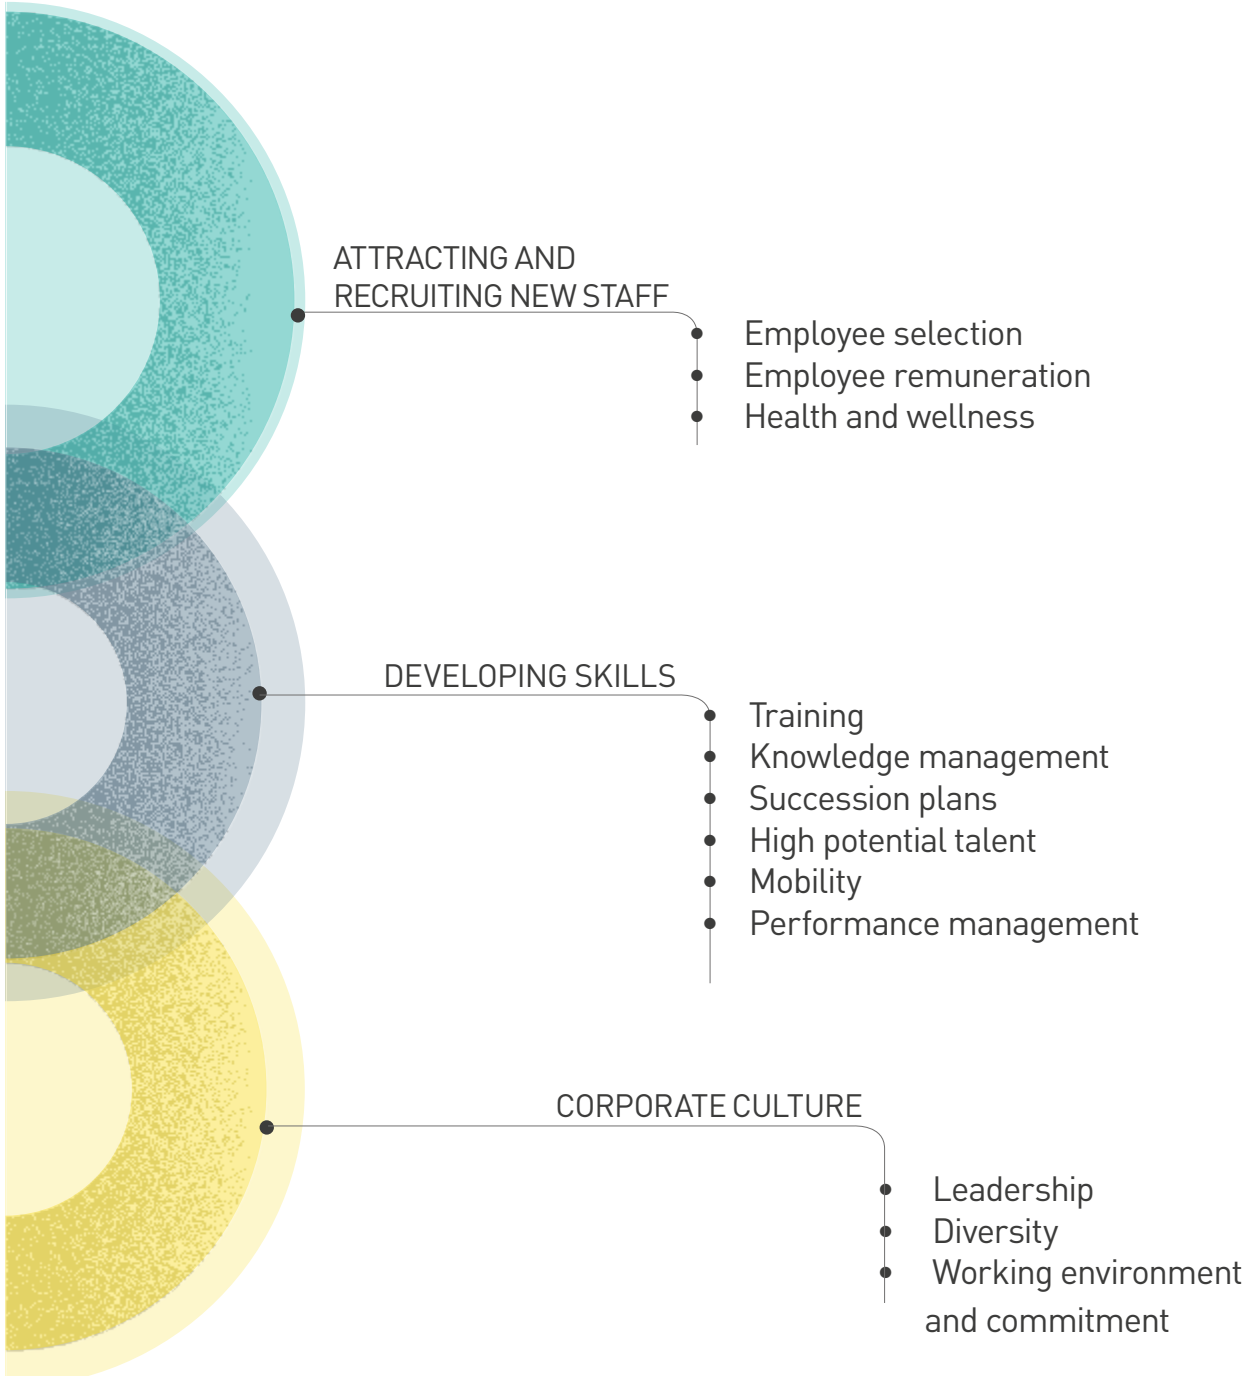 ATTRACTING AND
RECRUITING NEW STAFF
Employee selection
Employee remuneration
Health and wellness
DEVELOPING SKILLS
Training
Knowledge management
Succession plans
High potential talent
Mobility
Performance management
CORPORATE CULTURE
Leadership
Diversity
Working environment
and commitment